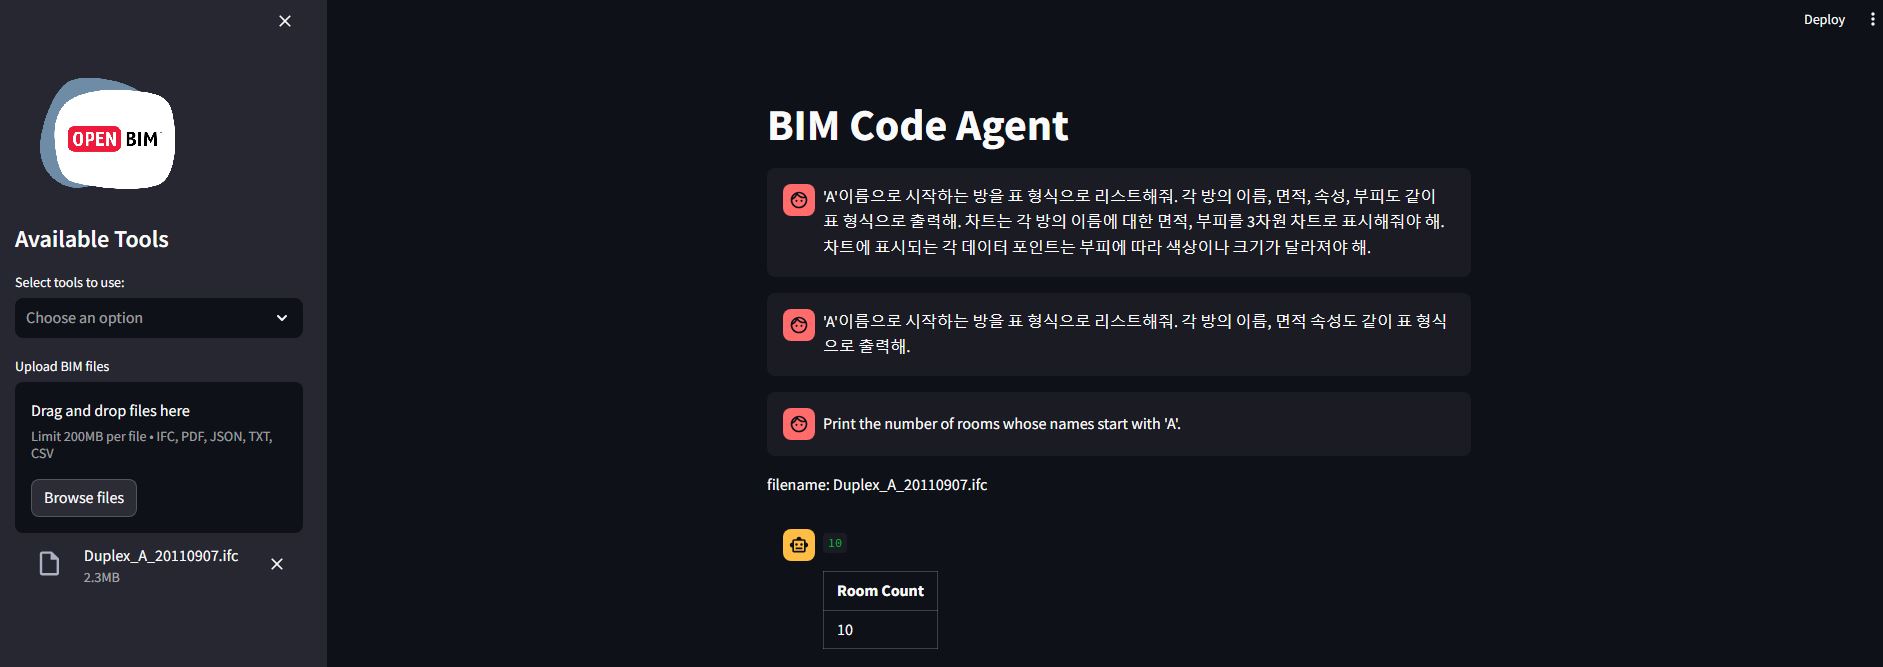 Deploy
OPEN BIM
Available Tools
Select tools to use:
Choose an option
Upload BIM files
Drag and drop files here
Limit 200MB per file • IFC, PDF, JSON, TXT,
CSV
Browse files
Duplex_A_20110907.ifc
2.3MB
BIM Code Agent
'A'이름으로 시작하는 방을 표 형식으로 리스트해줘. 각 방의 이름, 면적, 속성, 부피도 같이
표 형식으로 출력해. 차트는 각 방의 이름에 대한 면적, 부피를 3차원 차트로 표시해줘야 해.
차트에 표시되는 각 데이터 포인트는 부피에 따라 색상이나 크기가 달라져야 해.
'A'이름으로 시작하는 방을 표 형식으로 리스트해줘. 각 방의 이름, 면적 속성도 같이 표 형식
으로 출력해.
Print the number of rooms whose names start with 'A'.
filename: Duplex_A_20110907.ifc
10
Room Count
10